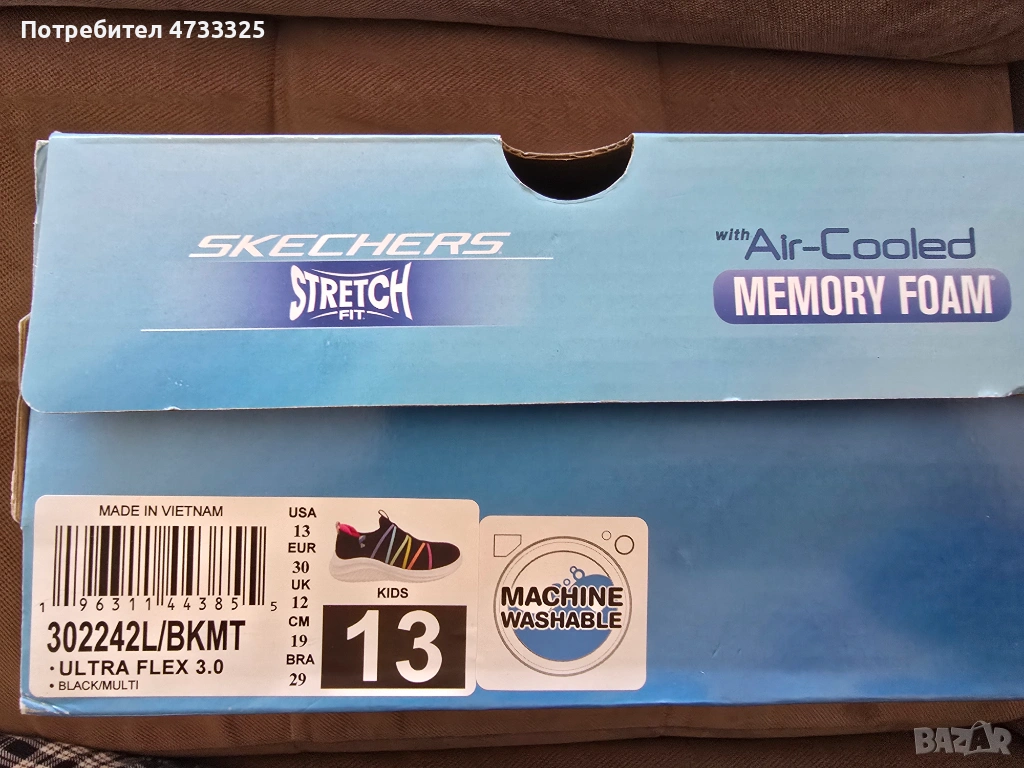 Потребител 4733325
SKECHERS
STRETCH
FIT
with Air-Cooled
MEMORY FOAM
MADE IN VIETNAM
1 96311 44385 5
302242L/BKMT
• ULTRA FLEX 3.0
• BLACK/MULTI
USA
13
EUR
30
UK
12
CM
19
BRA
29
KIDS
13
MACHINE
WASHABLE
BAZAR